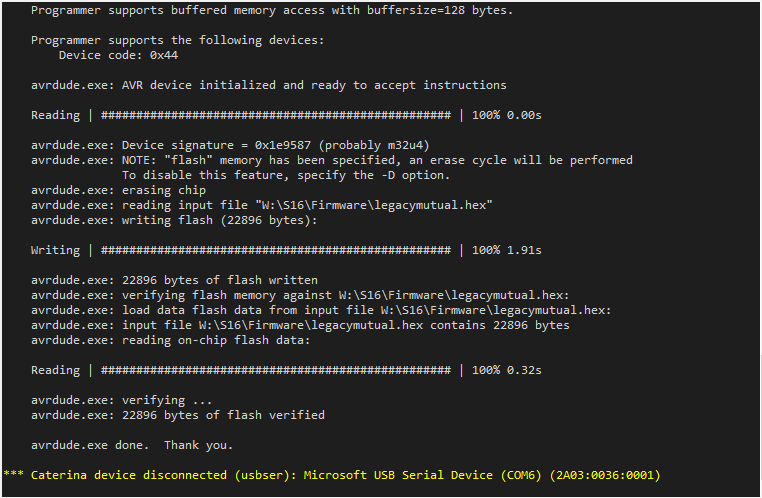 Programmer supports buffered memory access with buffersize=128 bytes.
Programmer supports the following devices:
Device code: 0x44
avrdude.exe: AVR device initialized and ready to accept instructions
Reading | ################################################## | 100% 0.00s
avrdude.exe: Device signature = 0x1e9587 (probably m32u4)
avrdude.exe: NOTE: "flash" memory has been specified, an erase cycle will be performed
To disable this feature, specify the -D option.
avrdude.exe: erasing chip
avrdude.exe: reading input file "W:\S16\Firmware\legacymutual.hex"
avrdude.exe: writing flash (22896 bytes):
Writing | ################################################## | 100% 1.91s
avrdude.exe: 22896 bytes of flash written
avrdude.exe: verifying flash memory against W:\S16\Firmware\legacymutual.hex:
avrdude.exe: load data flash data from input file W:\S16\Firmware\legacymutual.hex:
avrdude.exe: input file W:\S16\Firmware\legacymutual.hex contains 22896 bytes
avrdude.exe: reading on-chip flash data:
Reading | ################################################## | 100% 0.32s
avrdude.exe: verifying ...
avrdude.exe: 22896 bytes of flash verified
avrdude.exe done.  Thank you.
*** Caterina device disconnected (usbser): Microsoft USB Serial Device (COM6) (2A03:0036:0001)